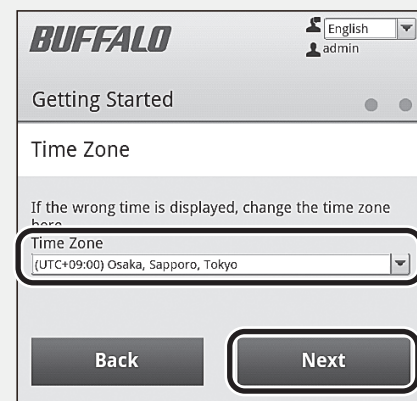 BUFFALO
English
admin
Getting Started
Time Zone
If the wrong time is displayed, change the time zone
here
Time Zone
(UTC+09:00) Osaka, Sapporo, Tokyo
Back
Next